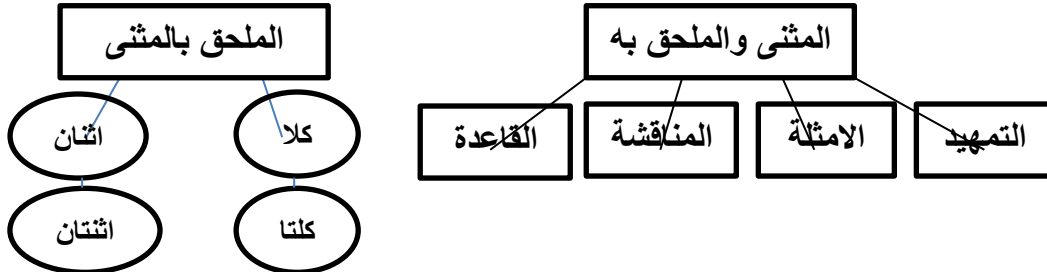 المثنى والملحق به
التمهيد
الامثلة
المناقشة
القاعدة
الملحق بالمثنى
كلا
اثنان
كلتا
اثنتان